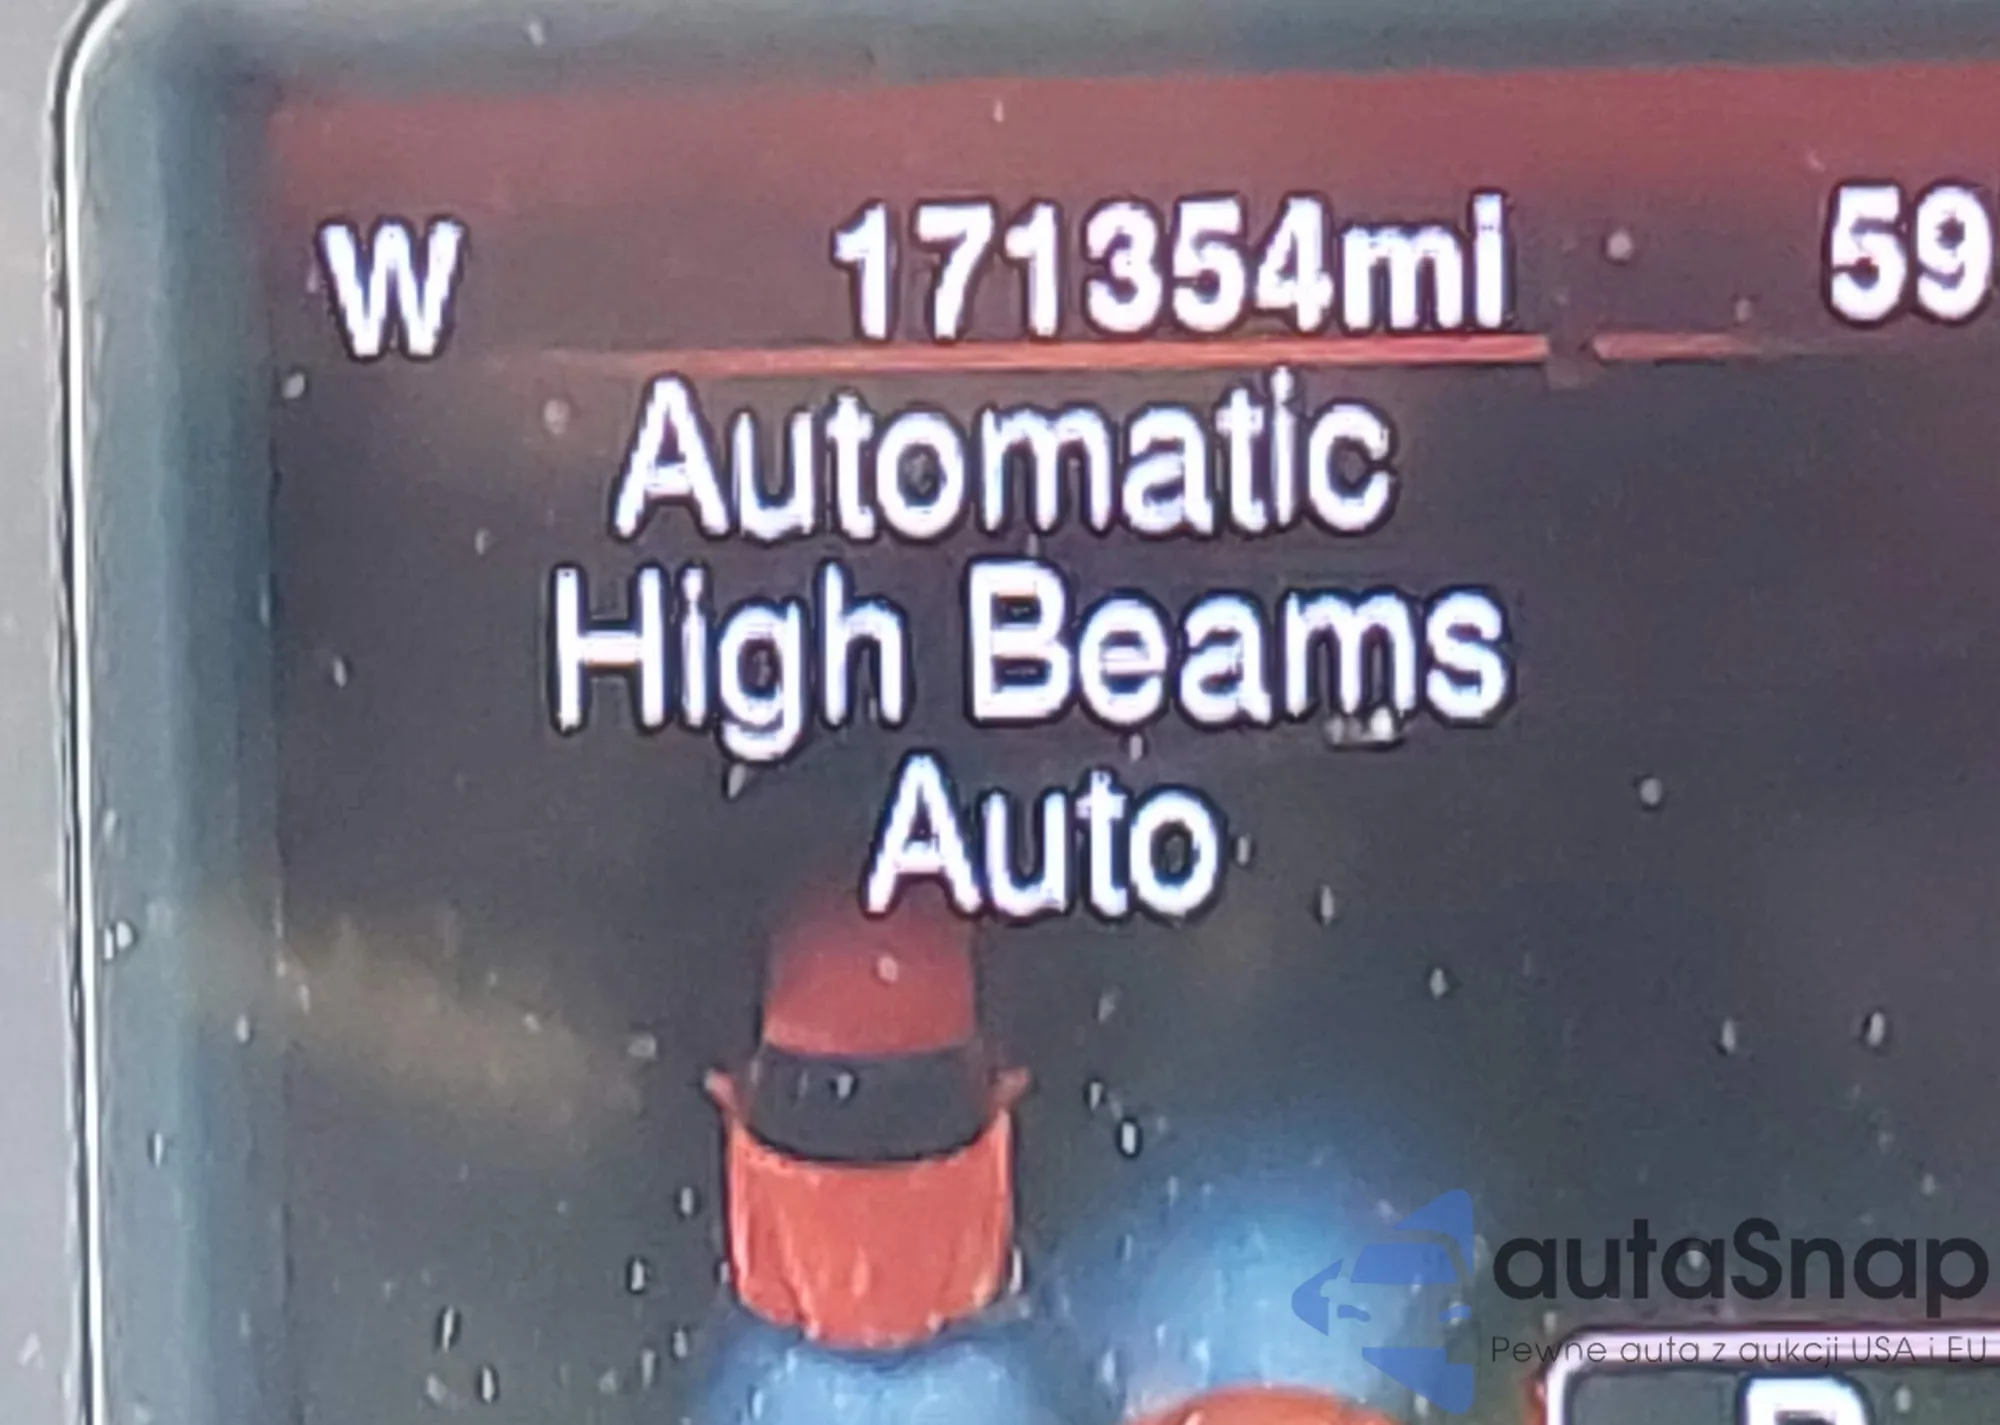 W 171354mi 59
Automatic
High Beams
Auto
autaSnap
Pewne auta z aukcji USA i EU